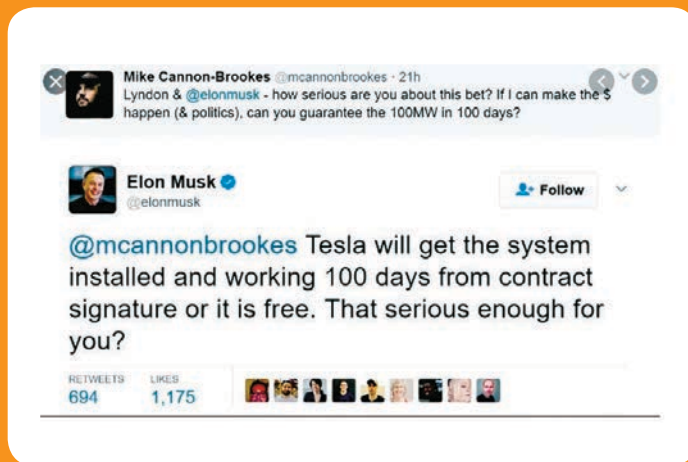 Mike Cannon-Brookes @mcannonbrookes · 21h
Lyndon & @elonmusk - how serious are you about this bet? If I can make the $
happen (& politics), can you guarantee the 100MW in 100 days?
Elon Musk
@elonmusk
Follow
@mcannonbrookes Tesla will get the system
installed and working 100 days from contract
signature or it is free. That serious enough for
you?
RETWEETS LIKES
694 1,175